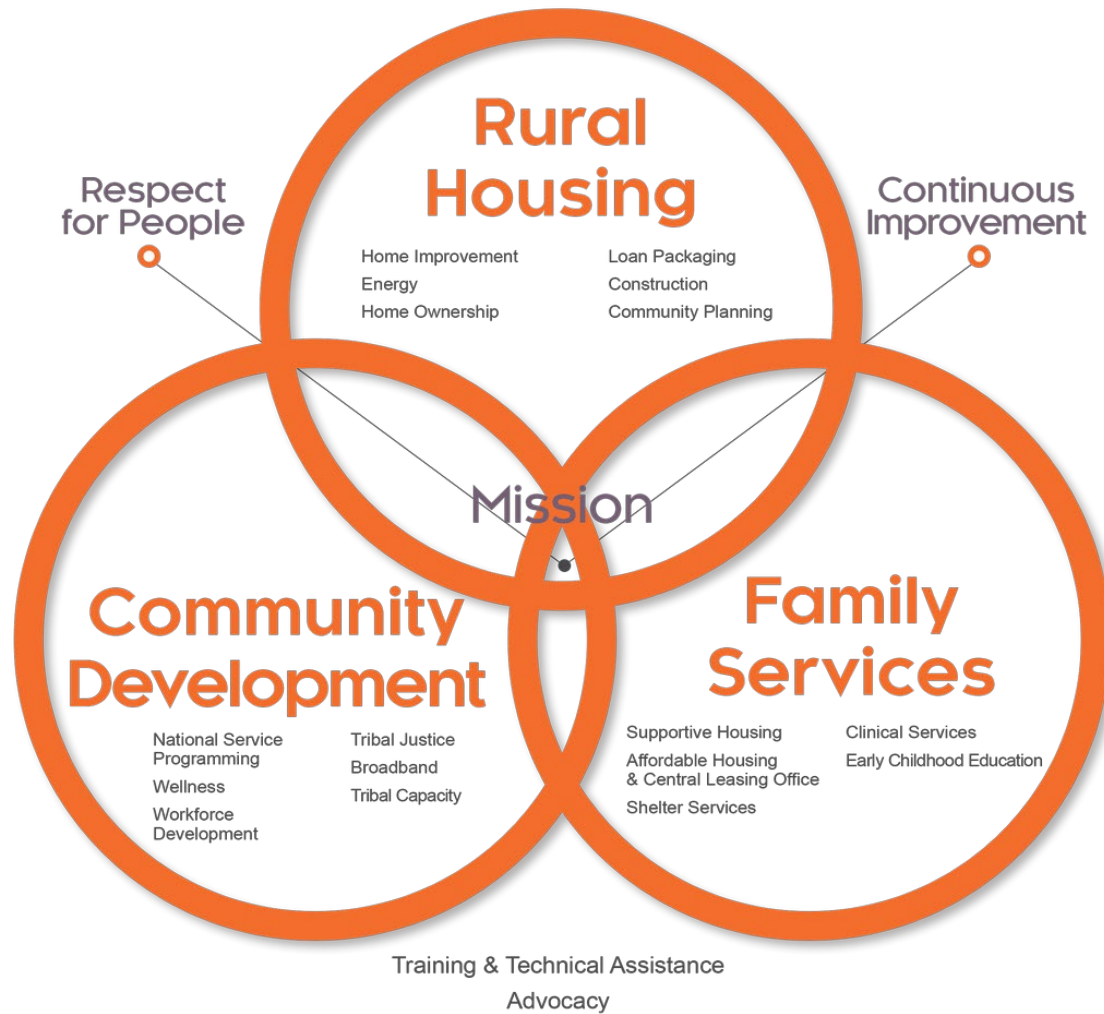 Rural
Housing
Respect
for People
Continuous
Improvement
Home Improvement
Energy
Home Ownership
Loan Packaging
Construction
Community Planning
Mission
Community
Development
National Service
Programming
Wellness
Workforce
Development
Tribal Justice
Broadband
Tribal Capacity
Family
Services
Supportive Housing
Affordable Housing
& Central Leasing Office
Shelter Services
Clinical Services
Early Childhood Education
Training & Technical Assistance
Advocacy